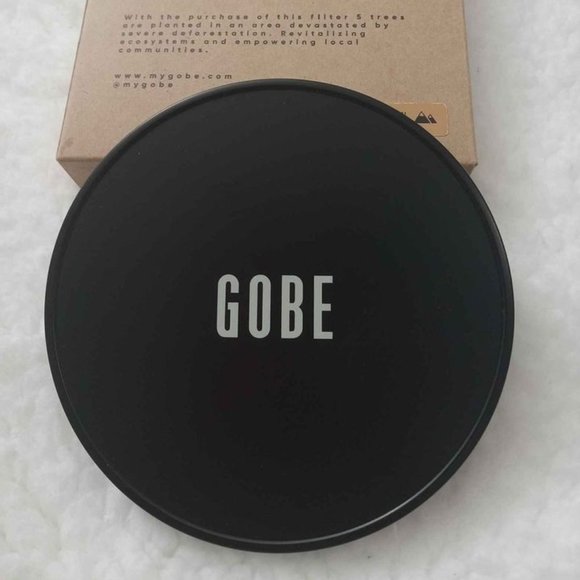 With the purchase of this filter 5 trees
are planted in an area devastated by
severe deforestation. Revitalizing
ecosystems and empowering local
communities.
www.mygobe.com
@mygobe
GOBE